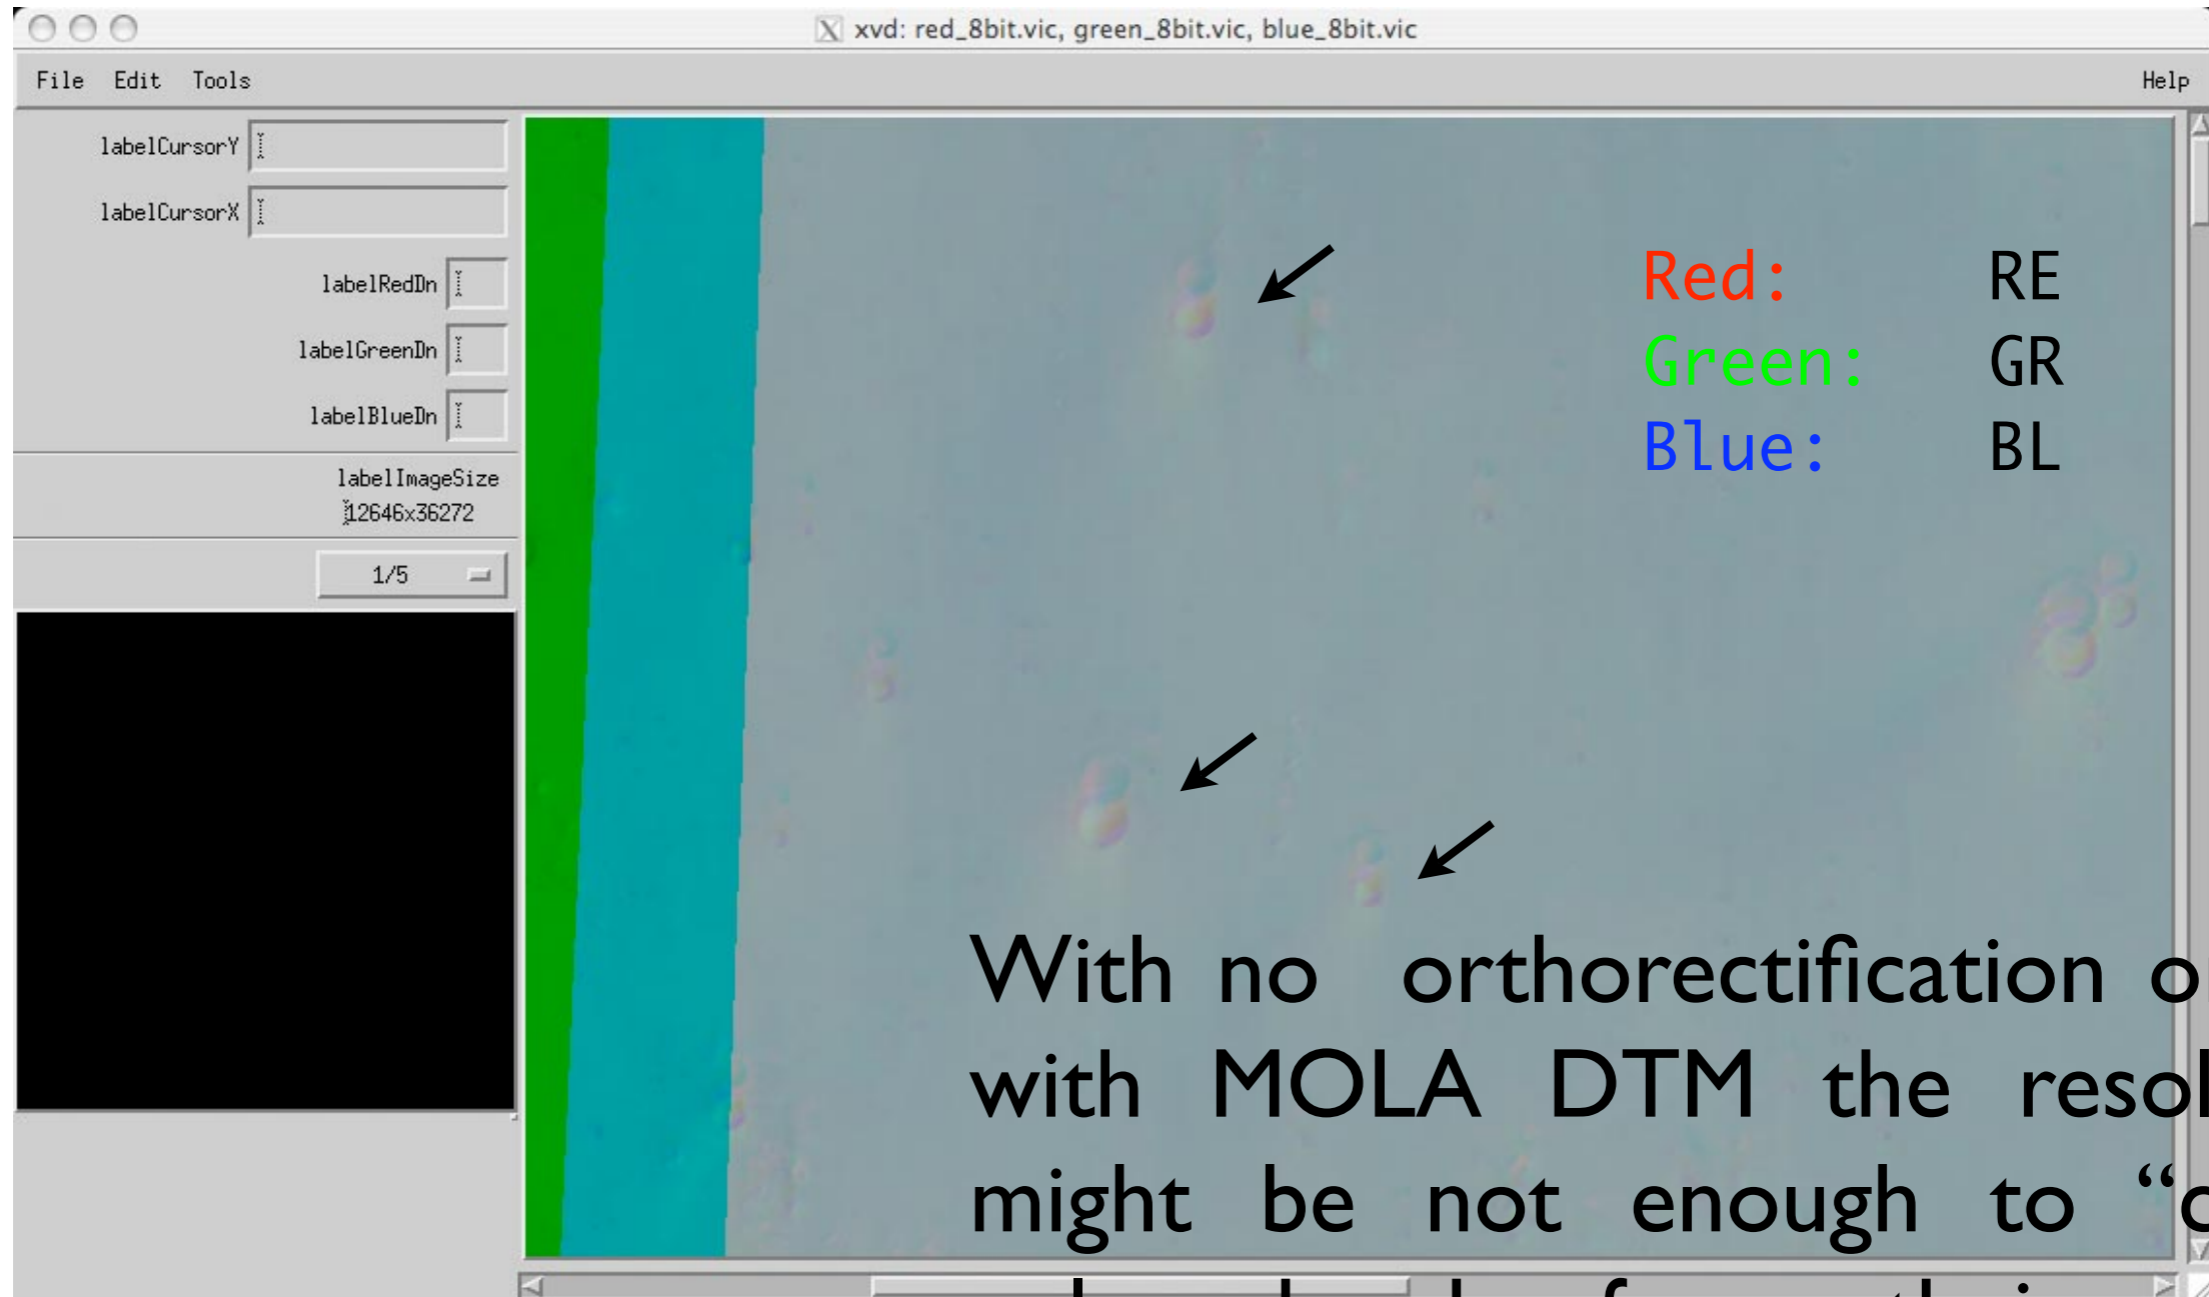 xvd: red_8bit.vic, green_8bit.vic, blue_8bit.vic
File Edit Tools Help
labelCursorY
labelCursorX
labelRedDn
labelGreenDn
labelBlueDn
labelImageSize
12646x36272
1/5
Red: RE
Green: GR
Blue: BL
With no orthorectification
with MOLA DTM the
might be not enough to